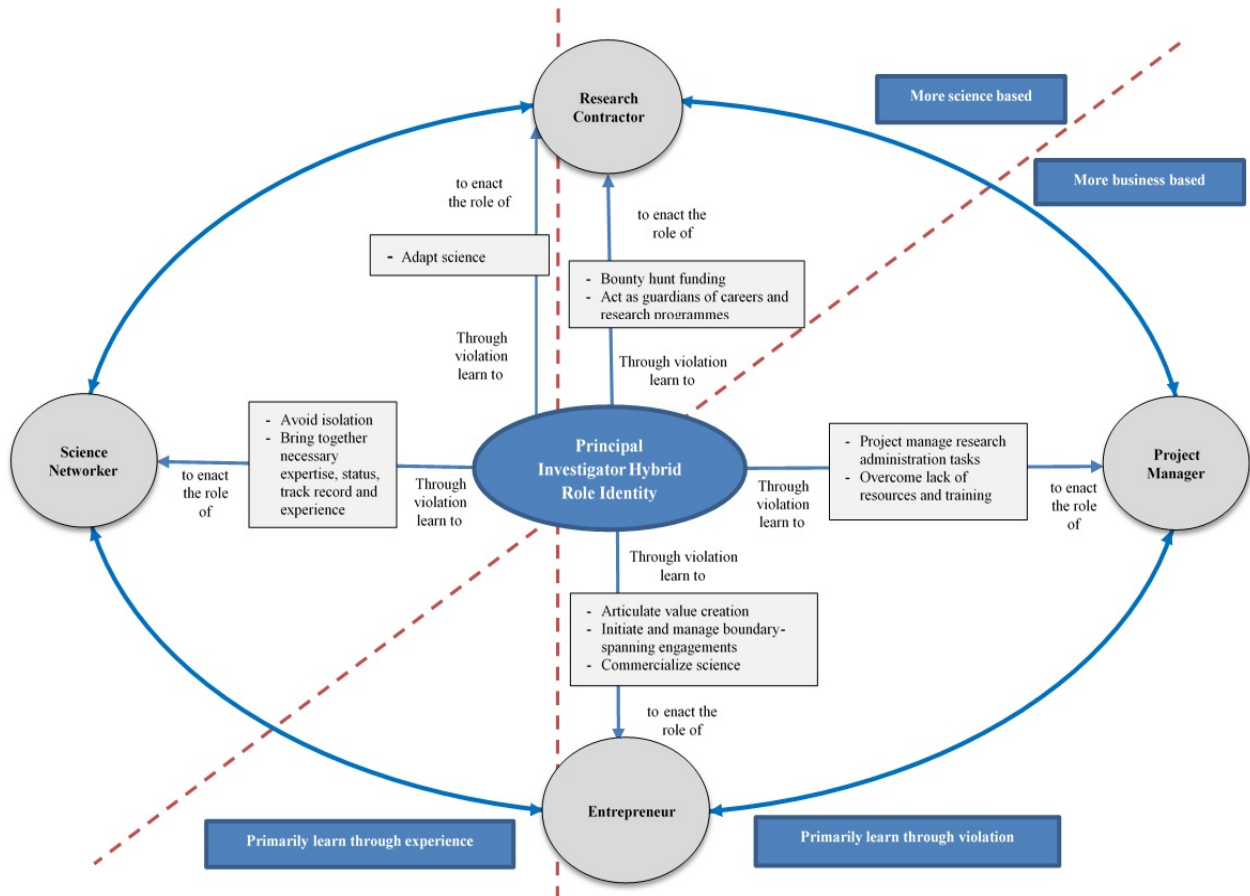 Research
Contractor
More science based
More business based
to enact
the role of
to enact the
role of
- Adapt science
- Bounty hunt funding
- Act as guardians of careers and
research programmes
Through
violation
learn to
Through violation
learn to
Science
Networker
to enact
the role
of
- Avoid isolation
- Bring together
necessary
expertise, status,
track record and
experience
Through
violation
learn to
Principal
Investigator Hybrid
Role Identity
Through
violation
learn to
- Project manage research
administration tasks
- Overcome lack of
resources and training
to enact
the role
of
Project
Manager
Through violation
learn to
- Articulate value creation
- Initiate and manage boundary-
spanning engagements
- Commercialize science
to enact the
role of
Entrepreneur
Primarily learn through experience
Primarily learn through violation